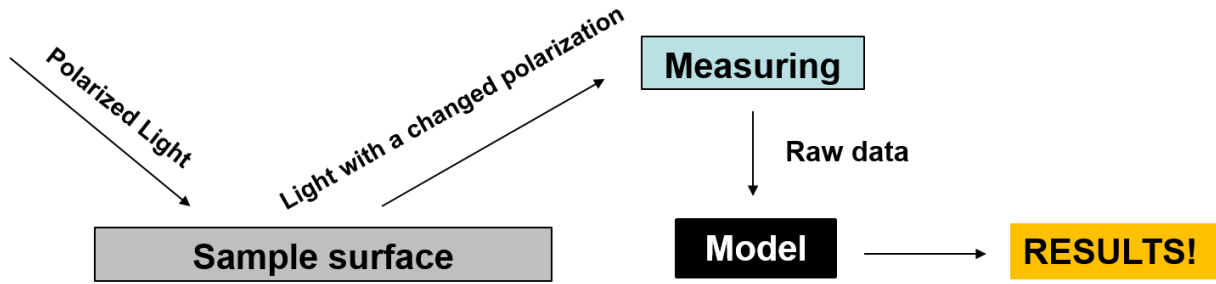 Polarized Light
Light with a changed polarization
Measuring
Raw data
Sample surface
Model
RESULTS!